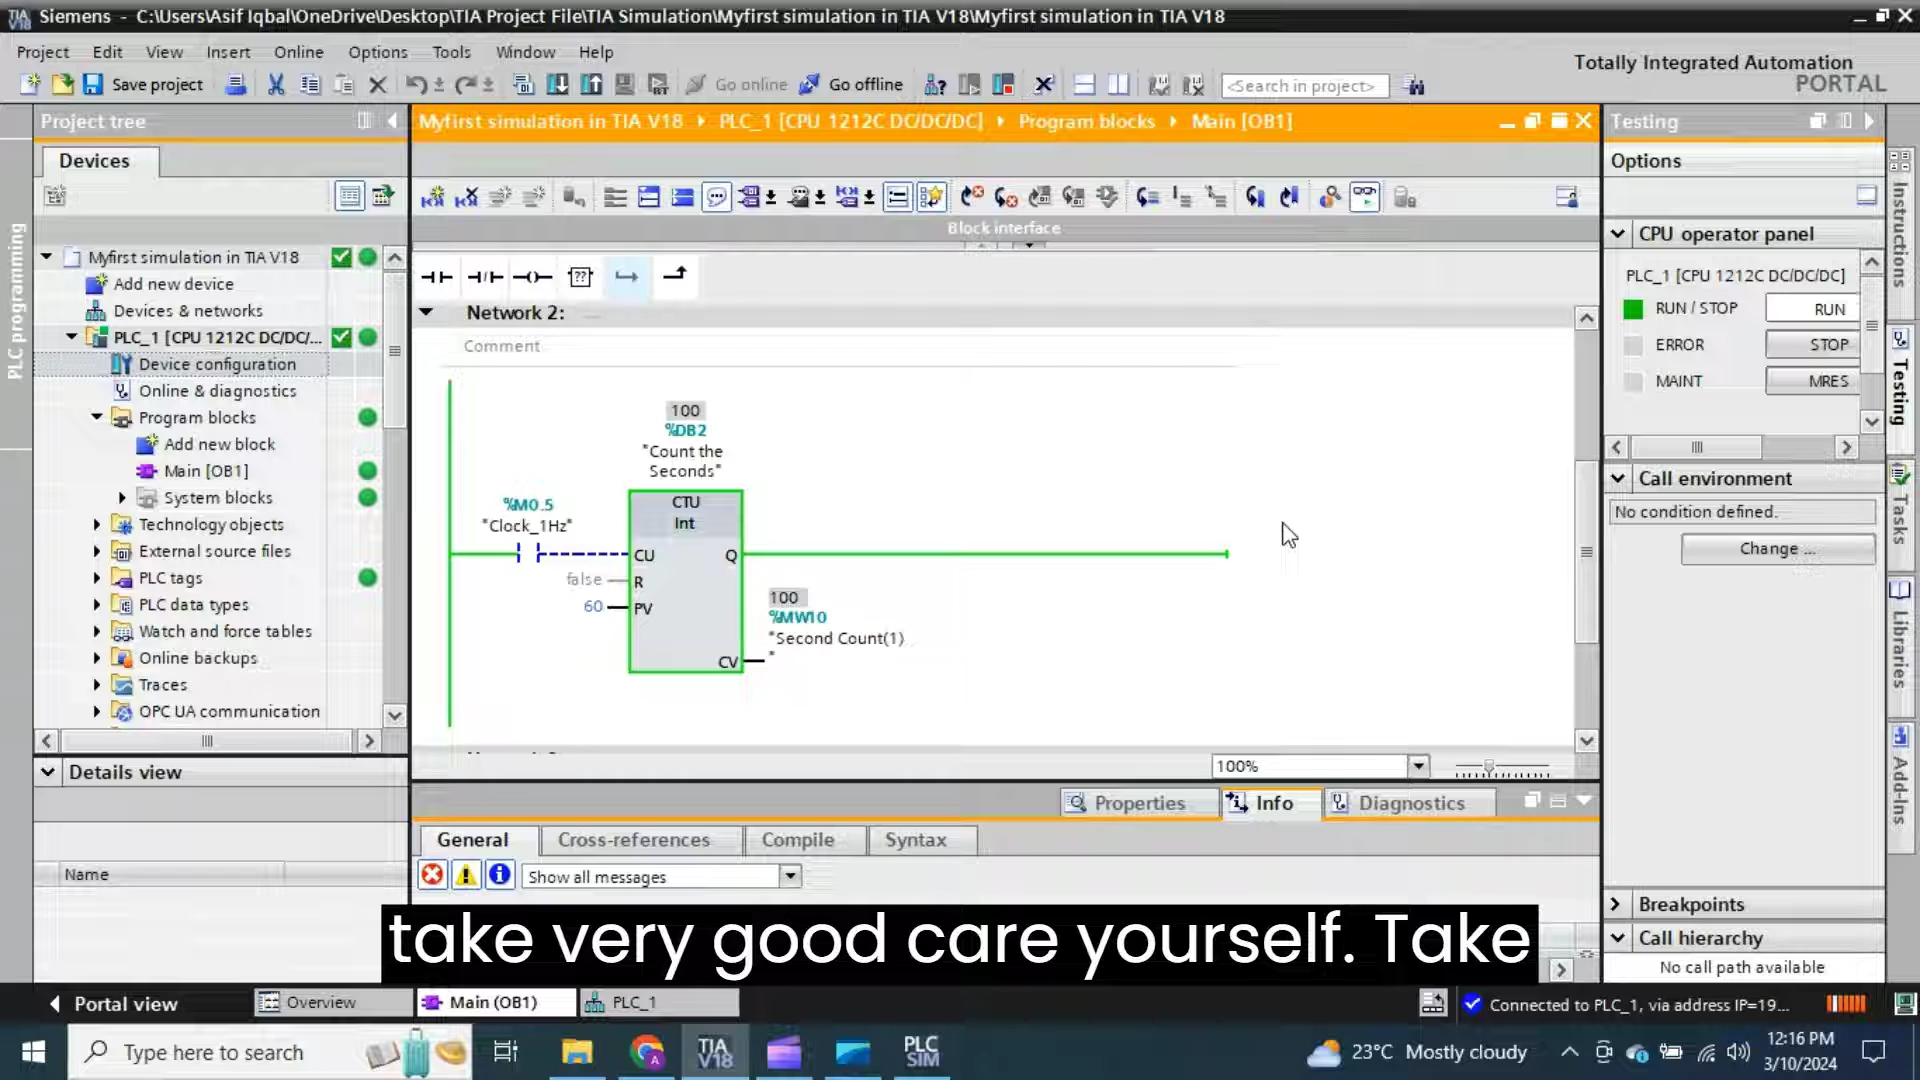 Siemens - C:\Users\Asif Iqbal\OneDrive\Desktop\TIA Project File\TIA Simulation\Myfirst simulation in TIA V18\Myfirst simulation in TIA V18
Project Edit View Insert Online Options Tools Window Help
Totally Integrated Automation
PORTAL
Save project
Go online
Go offline
<Search in project>
Project tree
Myfirst simulation in TIA V18 PLC_1 [CPU 1212C DC/DC/DC] Program blocks Main [OB1]
Testing
Devices
Options
PLC programming
Block interface
CPU operator panel
Myfirst simulation in TIA V18
Add new device
Devices & networks
PLC_1 [CPU 1212C DC/DC/...
Device configuration
Online & diagnostics
Program blocks
Add new block
Main [OB1]
System blocks
Technology objects
External source files
PLC tags
PLC data types
Watch and force tables
Online backups
Traces
OPC UA communication
Network 2:
Comment
100
%DB2
"Count the
Seconds"
%M0.5
"Clock_1Hz"
CTU
Int
CU
Q
false
R
60
PV
100
%MW10
"Second Count(1)
"
CV
100%
PLC_1 [CPU 1212C DC/DC/DC]
RUN / STOP
RUN
ERROR
STOP
MAINT
MRES
Call environment
No condition defined.
Change ...
Breakpoints
Call hierarchy
No call path available
Instructions
Testing
Tasks
Libraries
Add-Ins
Details view
Name
Properties
Info
Diagnostics
General
Cross-references
Compile
Syntax
Show all messages
take very good care yourself. Take
Portal view
Overview
Main (OB1)
PLC_1
Connected to PLC_1, via address IP=19...
Type here to search
TIA
V18
PLC
SIM
23°C Mostly cloudy
12:16 PM
3/10/2024